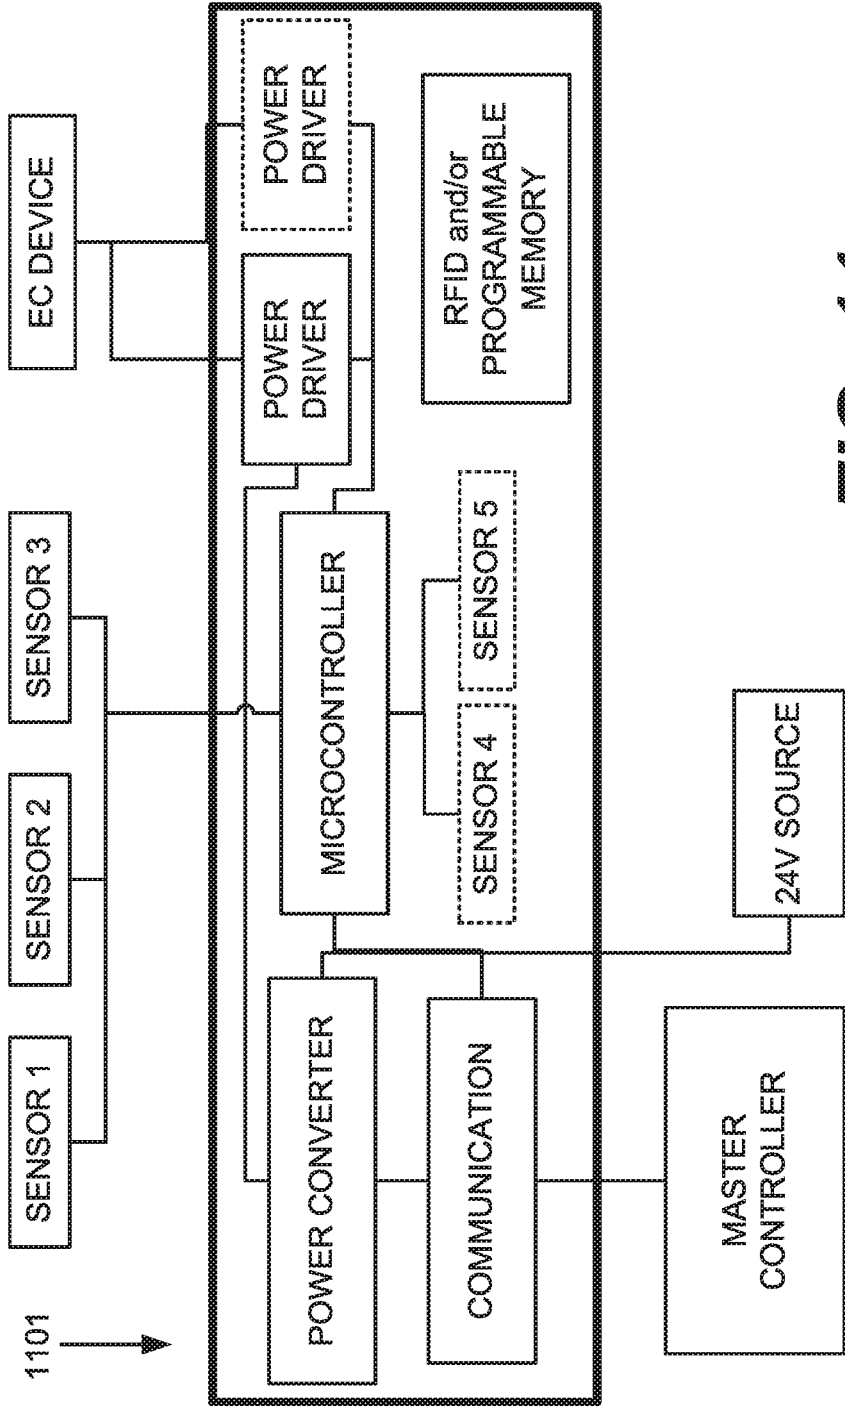 1101
SENSOR 1
SENSOR 2
SENSOR 3
EC DEVICE
POWER CONVERTER
MICROCONTROLLER
POWER
DRIVER
POWER
DRIVER
COMMUNICATION
SENSOR 4
SENSOR 5
RFID and/or
PROGRAMMABLE
MEMORY
MASTER
CONTROLLER
24V SOURCE